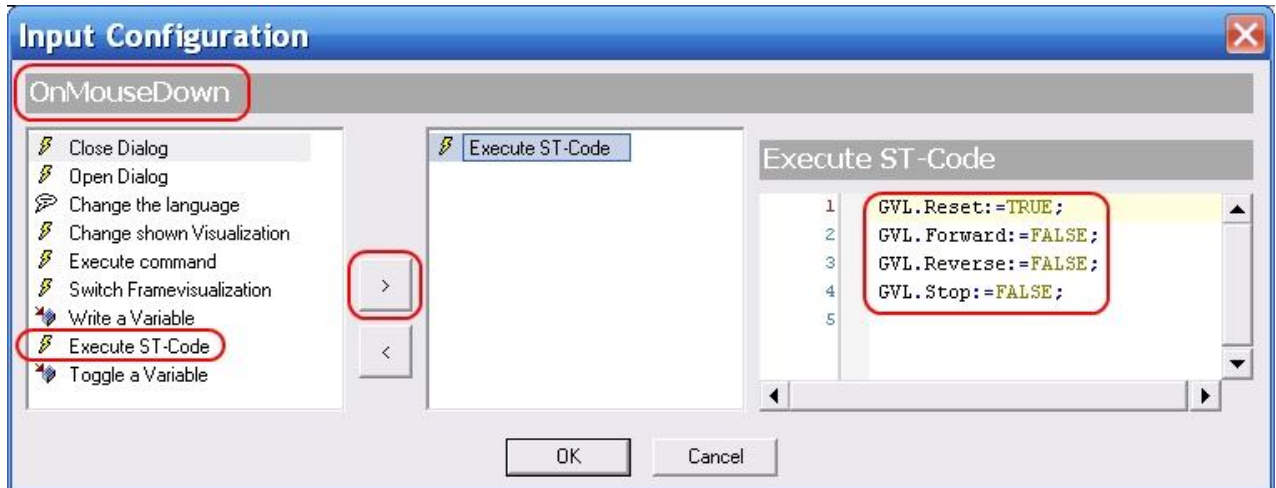 Input Configuration
OnMouseDown
Close Dialog
Open Dialog
Change the language
Change shown Visualization
Execute command
Switch Framevisualization
Write a Variable
Execute ST-Code
Toggle a Variable
>
<
Execute ST-Code
Execute ST-Code
1 GVL.Reset:=TRUE;
2 GVL.Forward:=FALSE;
3 GVL.Reverse:=FALSE;
4 GVL.Stop:=FALSE;
5
OK Cancel